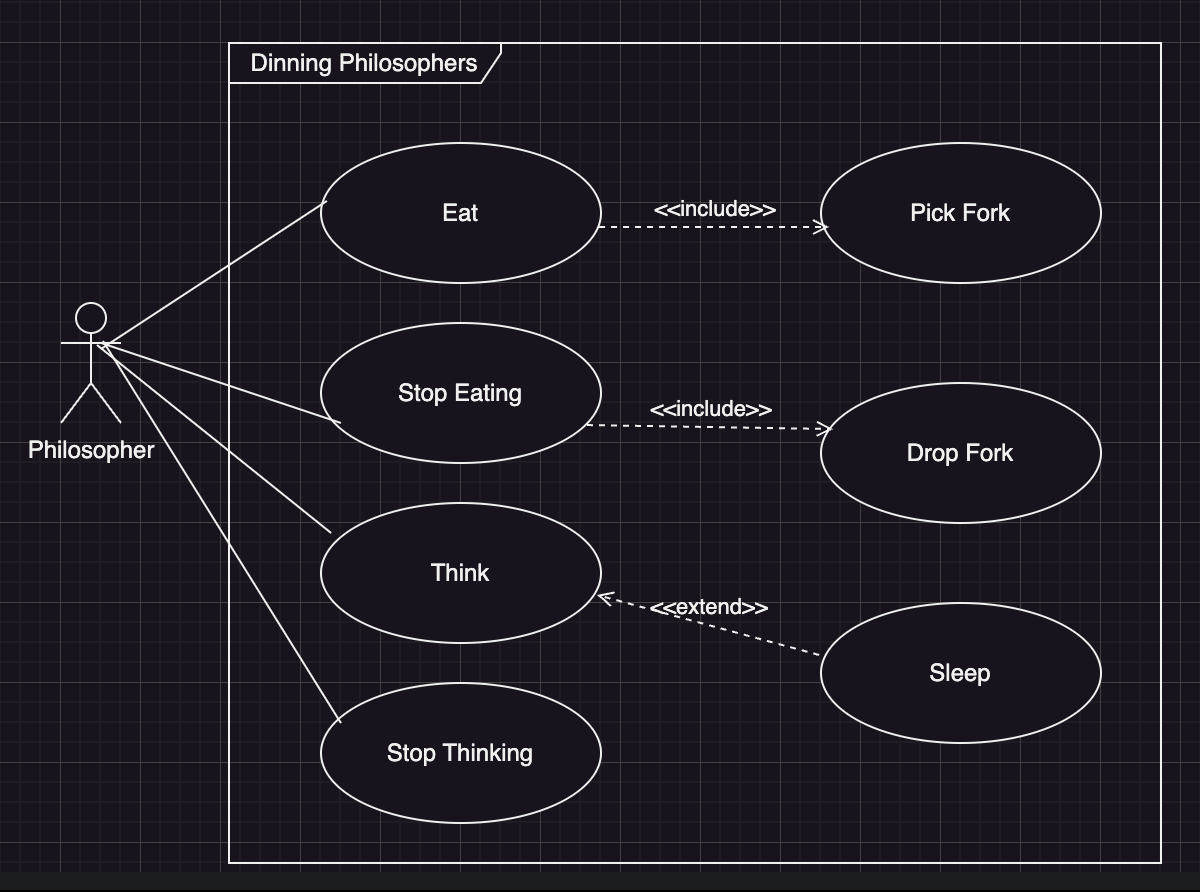 Dinning Philosophers
Eat
<<include>>
Pick Fork
Stop Eating
<<include>>
Drop Fork
Philosopher
Think
<<extend>>
Sleep
Stop Thinking